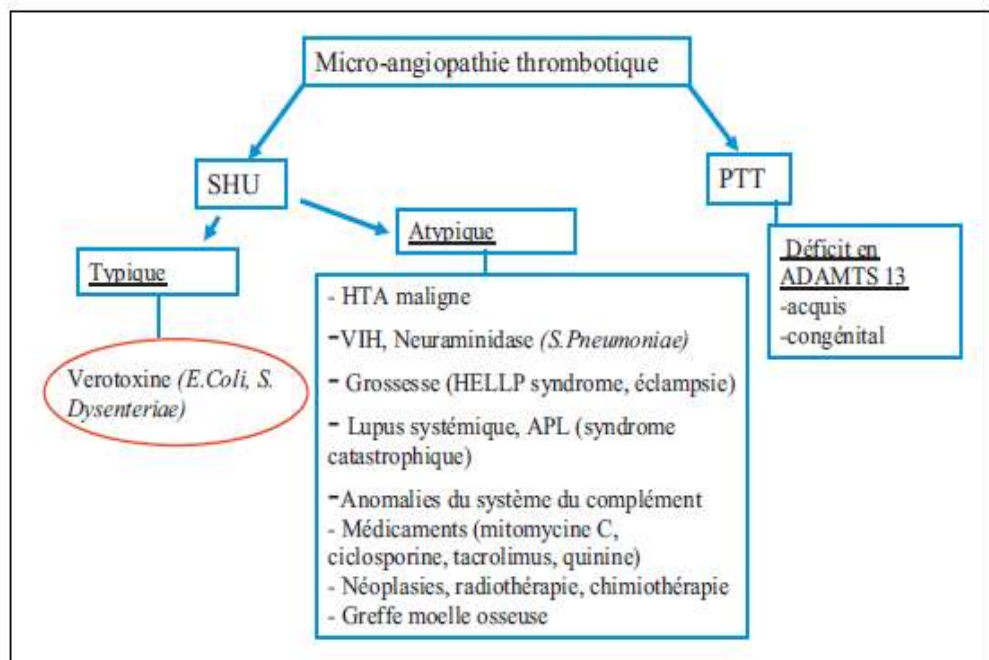 Micro-angiopathie thrombotique
SHU
PTT
Typique
Atypique
Déficit en
ADAMTS 13
-acquis
-congénital
Verotoxine (E.Coli, S.
Dysenteriae)
- HTA maligne
-VIH, Neuraminidase (S.Pneumoniae)
- Grossesse (HELLP syndrome, éclampsie)
- Lupus systémique, APL (syndrome
catastrophique)
-Anomalies du système du complément
- Médicaments (mitomycine C,
ciclosporine, tacrolimus, quinine)
- Néoplasies, radiothérapie, chimiothérapie
- Greffe moelle osseuse